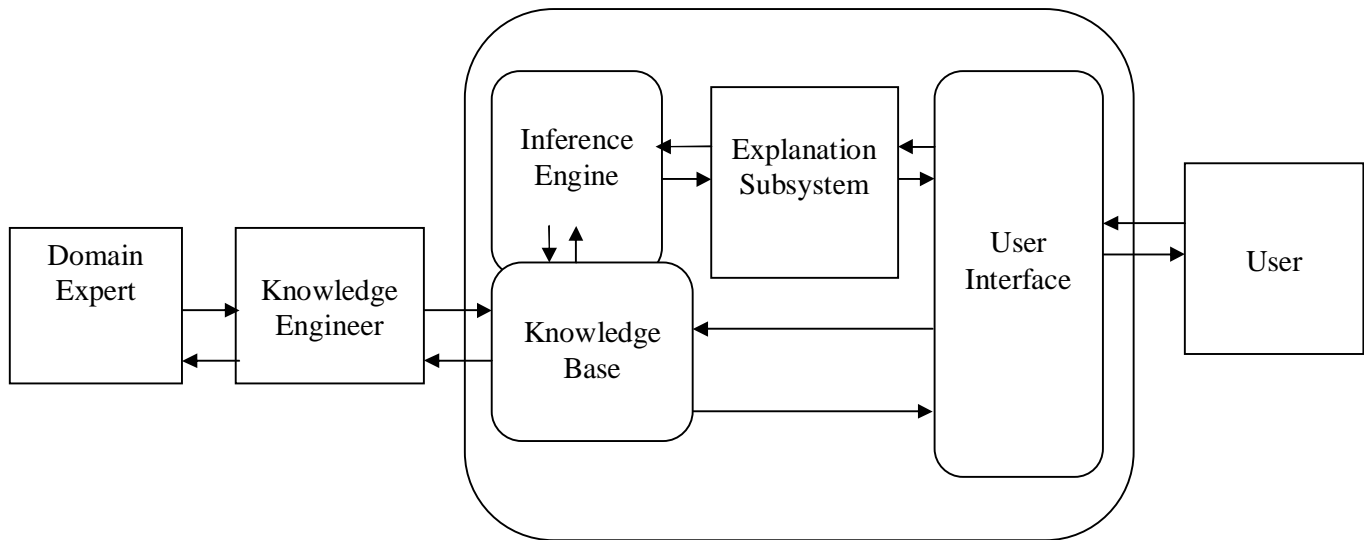 Domain
Expert
Knowledge
Engineer
Inference
Engine
Knowledge
Base
Explanation
Subsystem
User
Interface
User